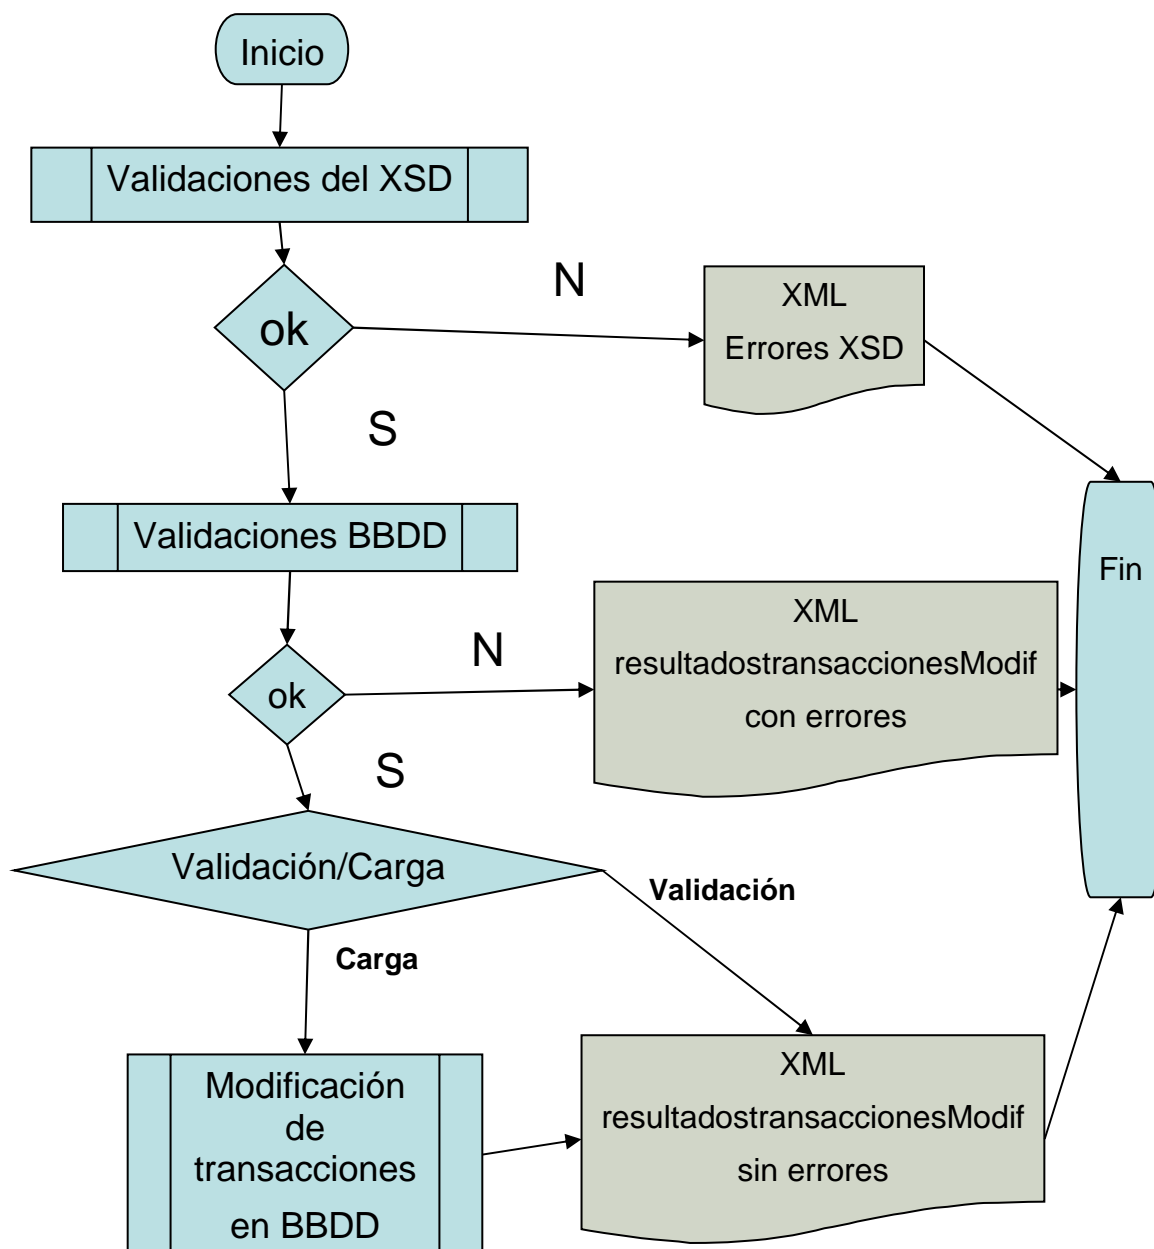 Inicio
Validaciones del XSD
N
XML
Errores XSD
ok
S
Validaciones BBDD
Fin
XML
resultadostransaccionesModif
con errores
N
ok
S
Validación/Carga
Validación
Carga
Modificación
de
transacciones
en BBDD
XML
resultadostransaccionesModif
sin errores